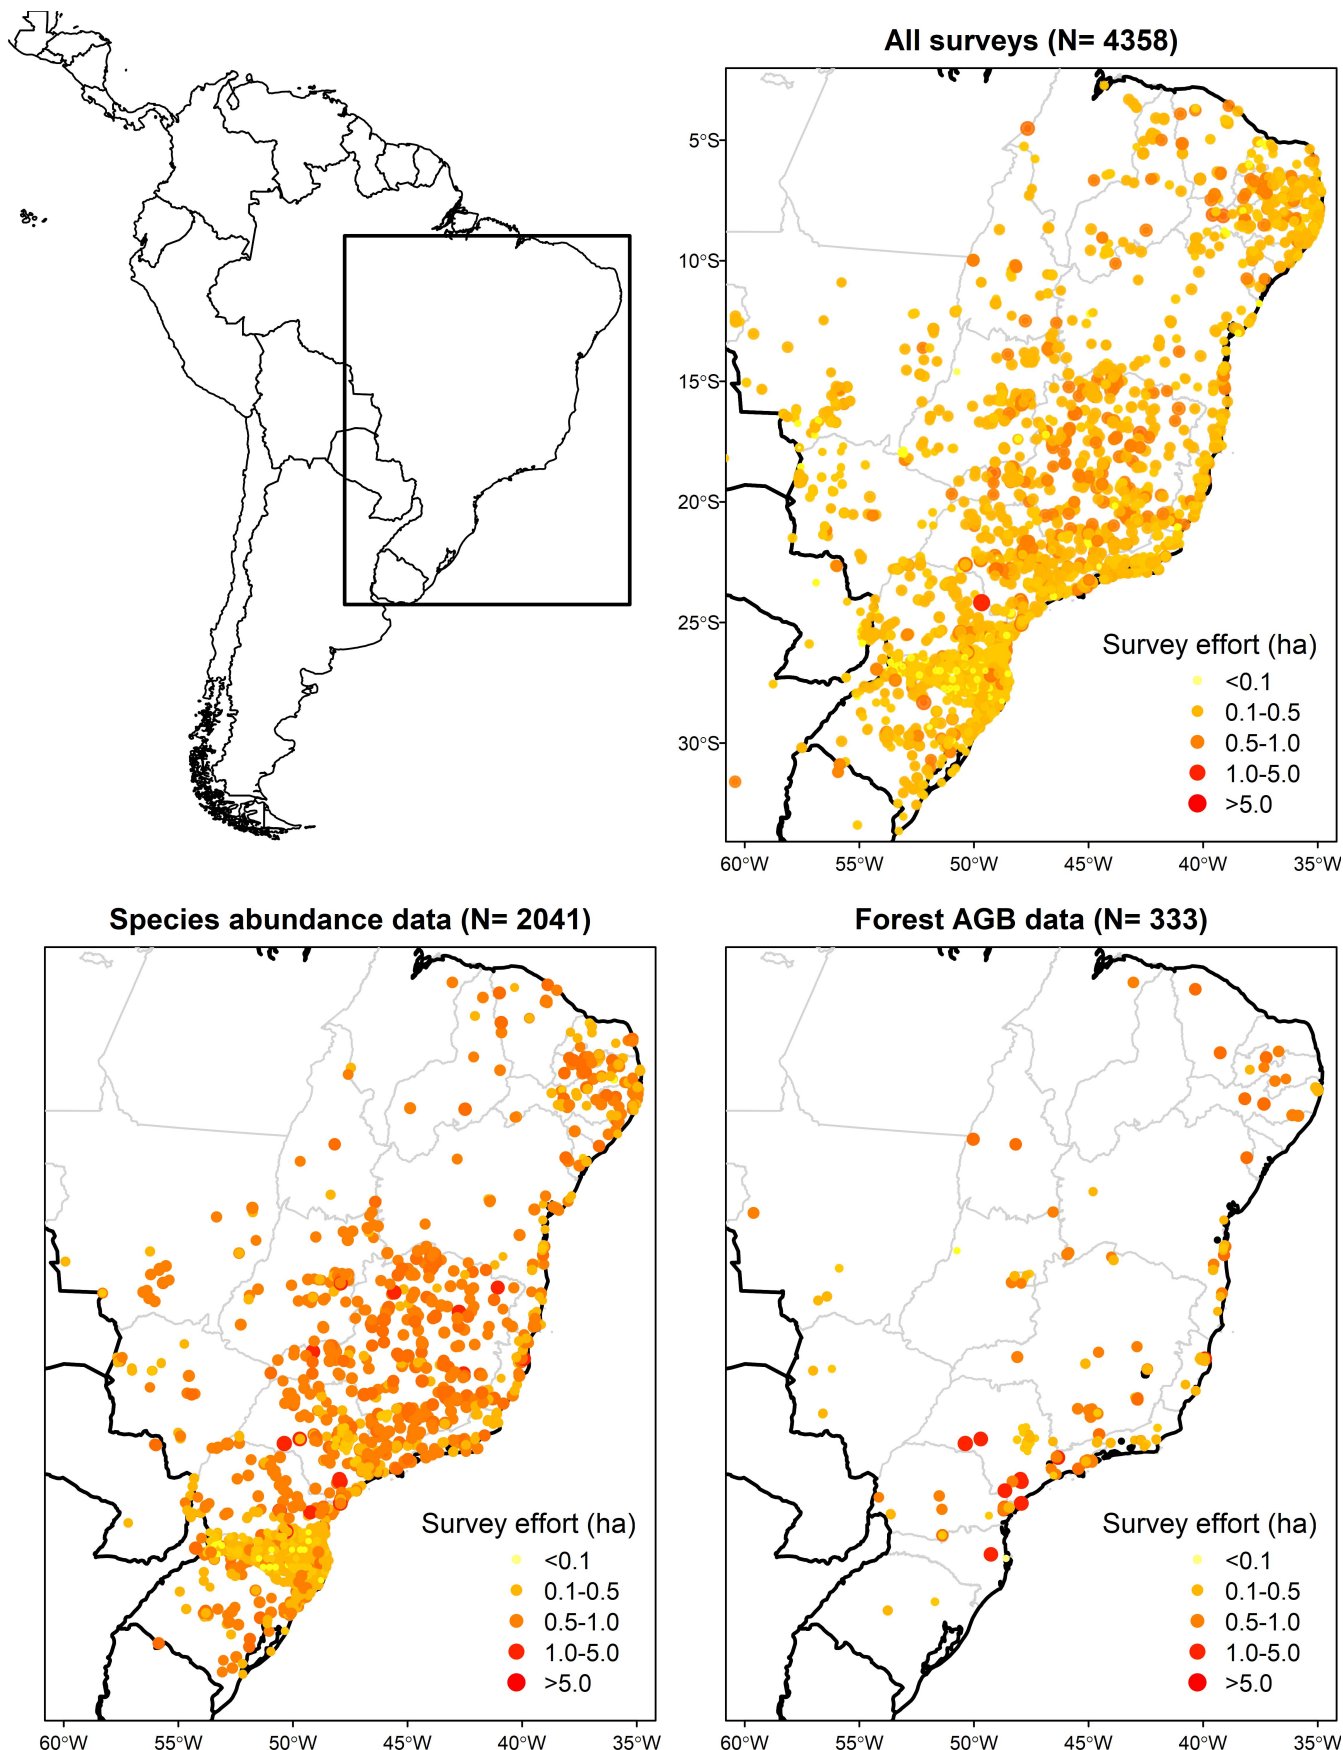 All surveys (N= 4358)
5°S
10°S
15°S
20°S
25°S
30°S
Survey effort (ha)
<0.1
0.1-0.5
0.5-1.0
1.0-5.0
>5.0
60°W 55°W 50°W 45°W 40°W 35°W
Species abundance data (N= 2041)
Survey effort (ha)
<0.1
0.1-0.5
0.5-1.0
1.0-5.0
>5.0
60°W 55°W 50°W 45°W 40°W 35°W
Forest AGB data (N= 333)
Survey effort (ha)
<0.1
0.1-0.5
0.5-1.0
1.0-5.0
>5.0
60°W 55°W 50°W 45°W 40°W 35°W